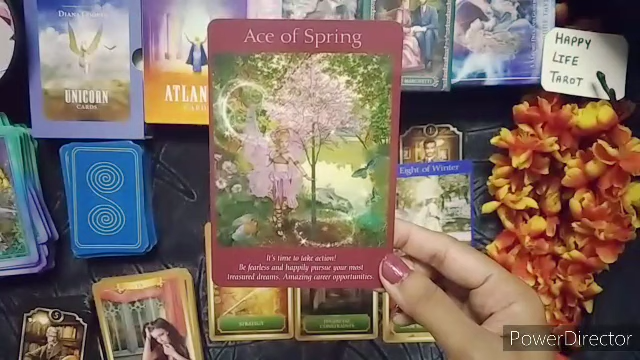 Ace of Spring
UNICORN
CARDS
ATLAN
HAPPY
LIFE
TAROT
Eight of Winter
It's time to take action!
Be fearless and happily pursue your most
treasured dreams. Amazing career opportunities.
STRATEGY
PowerDirector